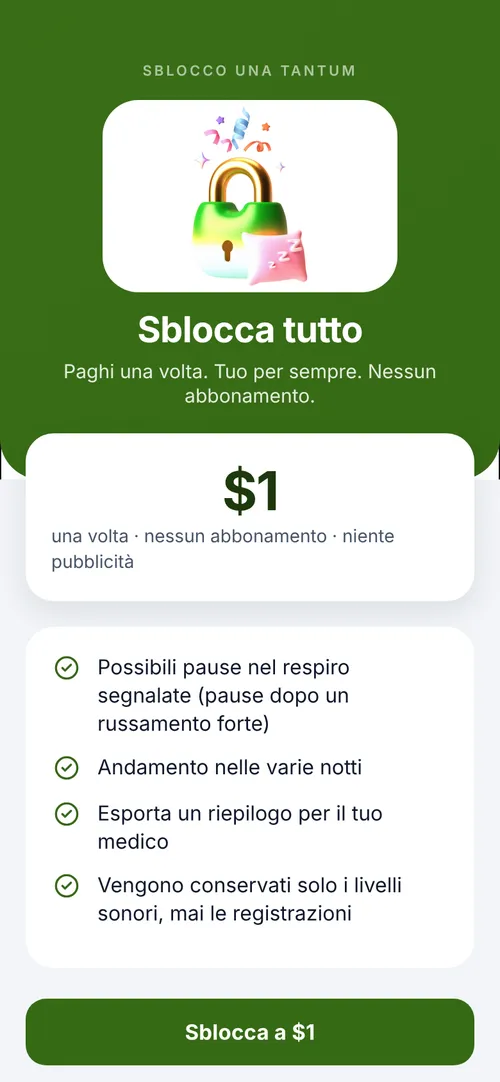 SBLOCCO UNA TANTUM
z z z
Sblocca tutto
Paghi una volta. Tuo per sempre. Nessun
abbonamento.
$1
una volta · nessun abbonamento · niente
pubblicità
Possibili pause nel respiro
segnalate (pause dopo un
russamento forte)
Andamento nelle varie notti
Esporta un riepilogo per il tuo
medico
Vengono conservati solo i livelli
sonori, mai le registrazioni
Sblocca a $1